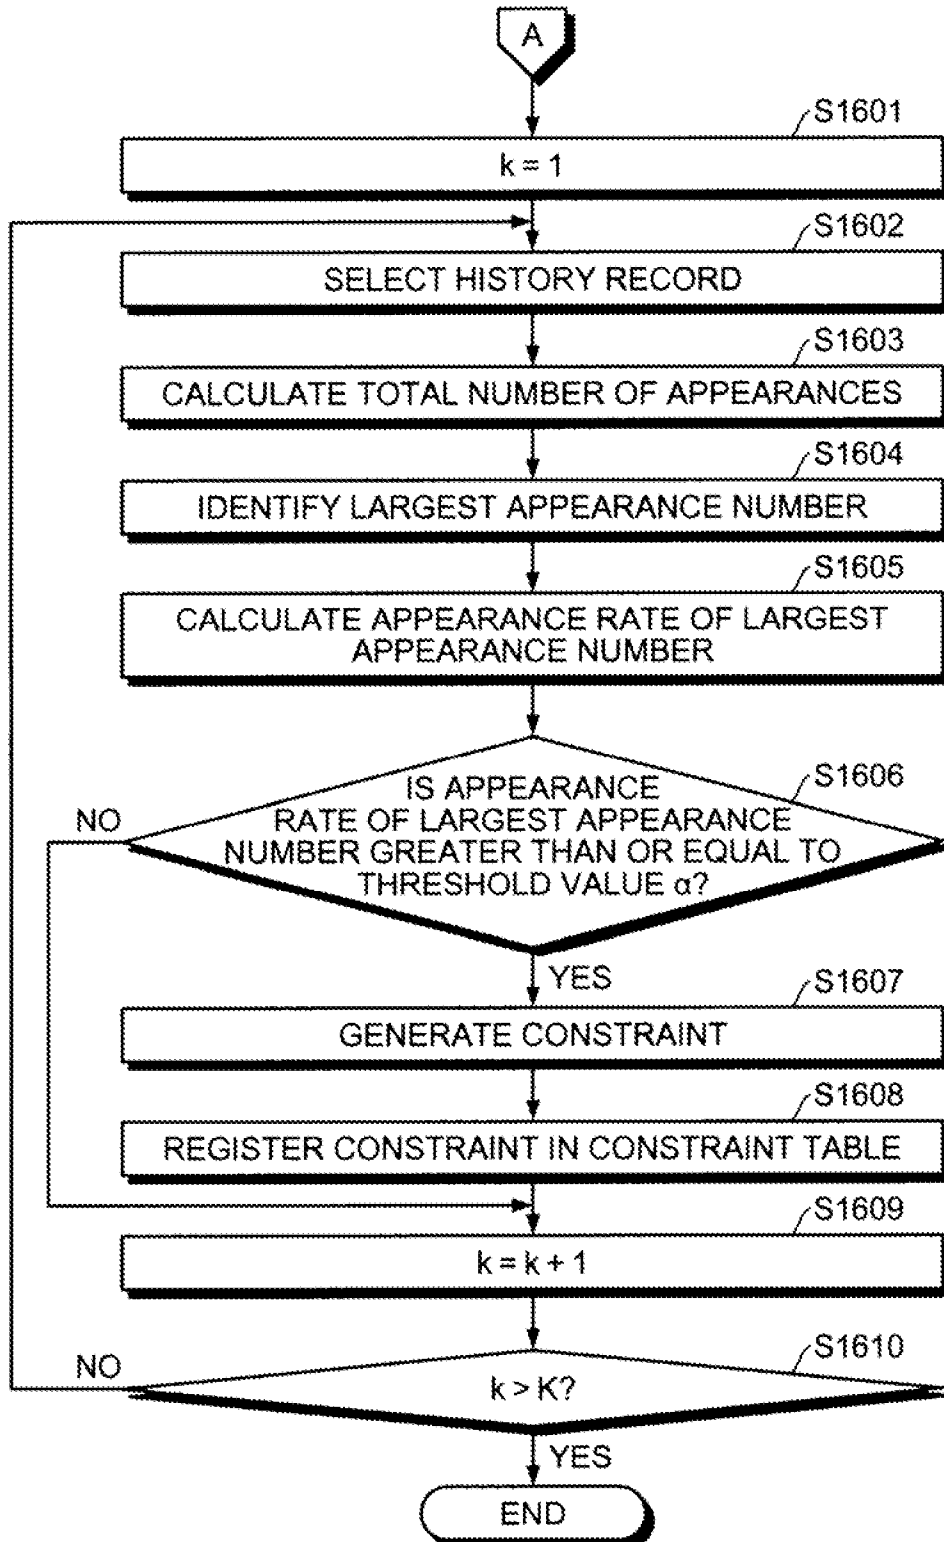 A
S1601
k = 1
S1602
SELECT HISTORY RECORD
S1603
CALCULATE TOTAL NUMBER OF APPEARANCES
S1604
IDENTIFY LARGEST APPEARANCE NUMBER
S1605
CALCULATE APPEARANCE RATE OF LARGEST
APPEARANCE NUMBER
S1606
IS APPEARANCE
RATE OF LARGEST APPEARANCE
NUMBER GREATER THAN OR EQUAL TO
THRESHOLD VALUE α?
NO
YES
S1607
GENERATE CONSTRAINT
S1608
REGISTER CONSTRAINT IN CONSTRAINT TABLE
S1609
k = k + 1
S1610
k > K?
NO
YES
END